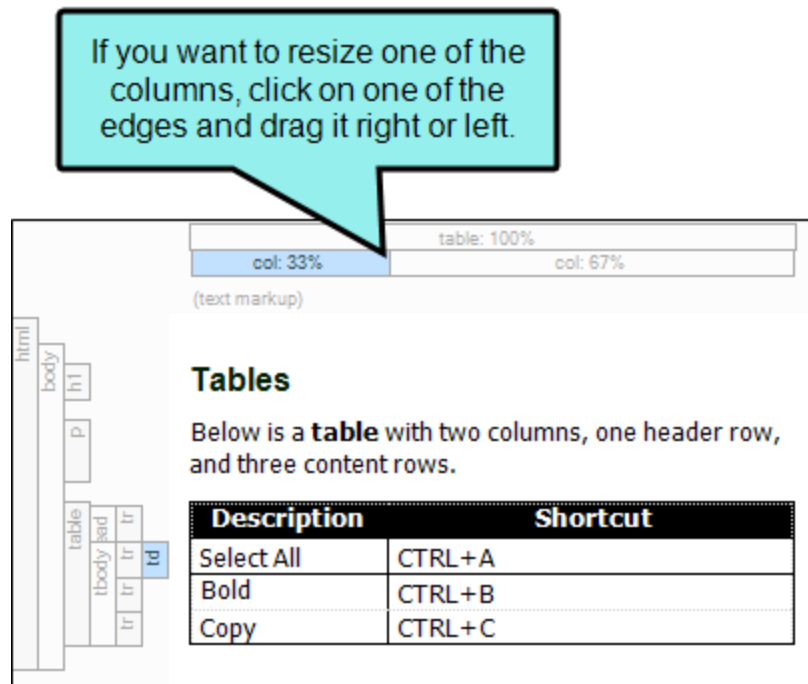 If you want to resize one of the
columns, click on one of the
edges and drag it right or left.
table: 100%
col: 33% col: 67%
(text markup)
html
body
h1
p
table
ead
tbody
tr
tr
tr
tr
td
Tables
Below is a table with two columns, one header row,
and three content rows.
Description Shortcut
Select All CTRL+A
Bold CTRL+B
Copy CTRL+C